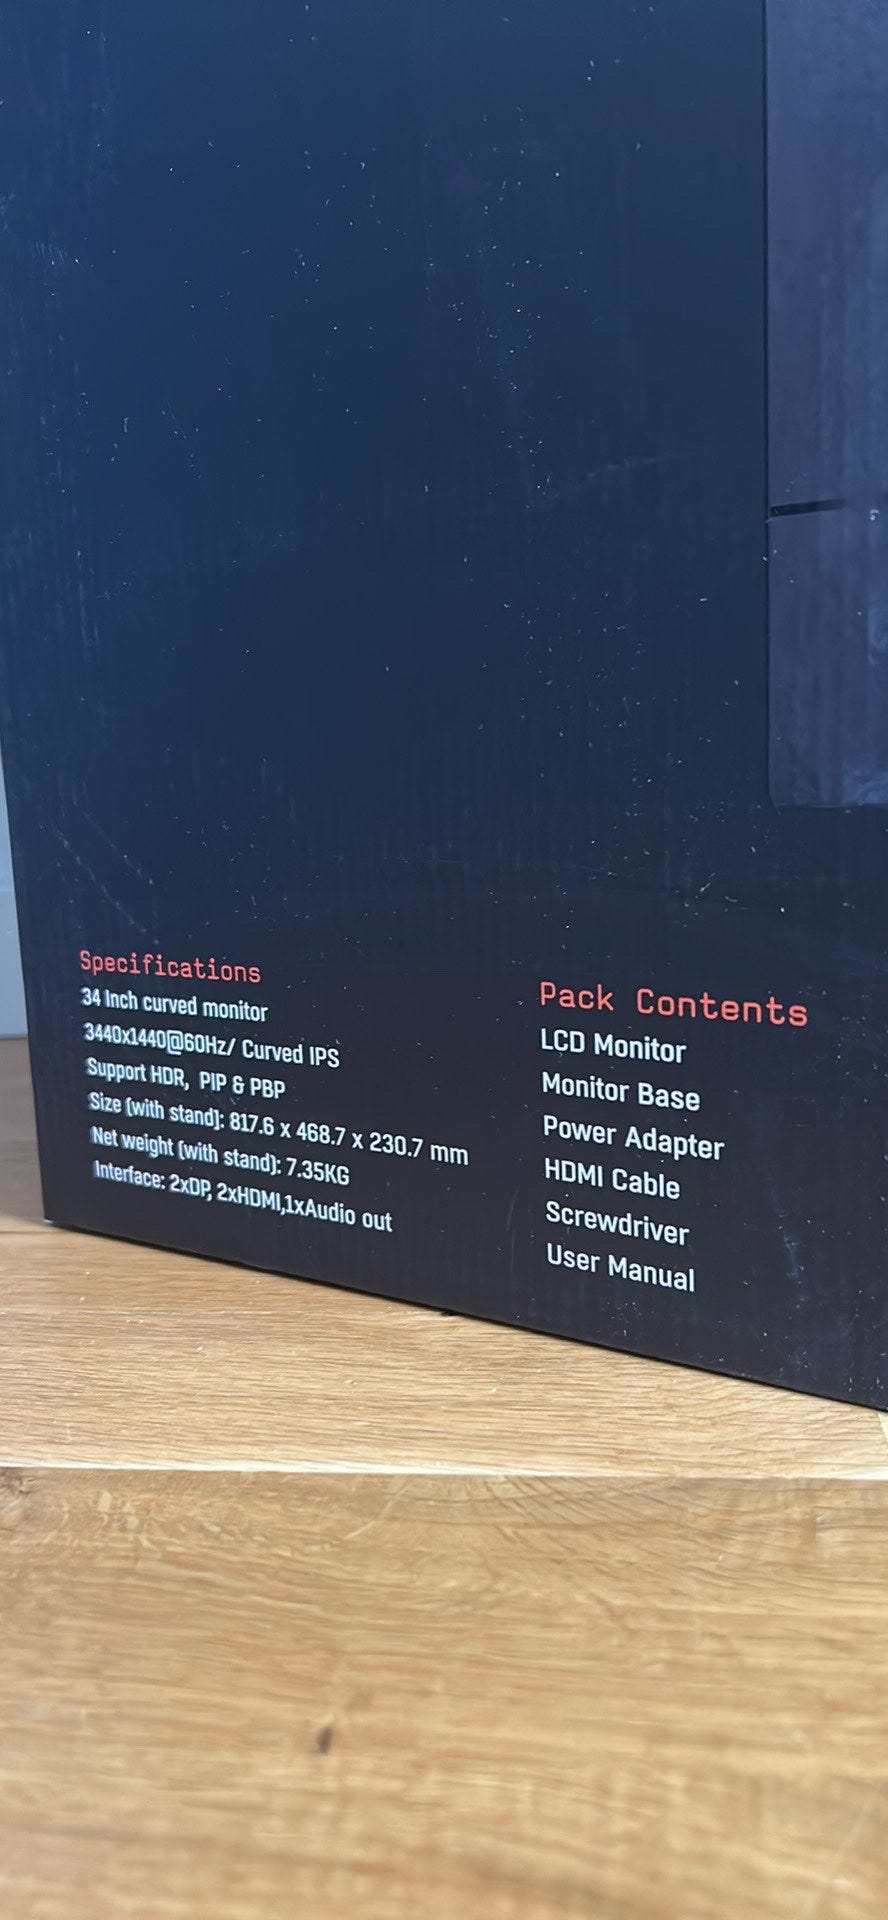 Specifications
34 Inch curved monitor
3440x1440@60Hz/ Curved IPS
Support HDR, PIP & PBP
Size (with stand): 817.6 x 468.7 x 230.7 mm
Net weight (with stand): 7.35KG
Interface: 2xDP, 2xHDMI,1xAudio out
Pack Contents
LCD Monitor
Monitor Base
Power Adapter
HDMI Cable
Screwdriver
User Manual